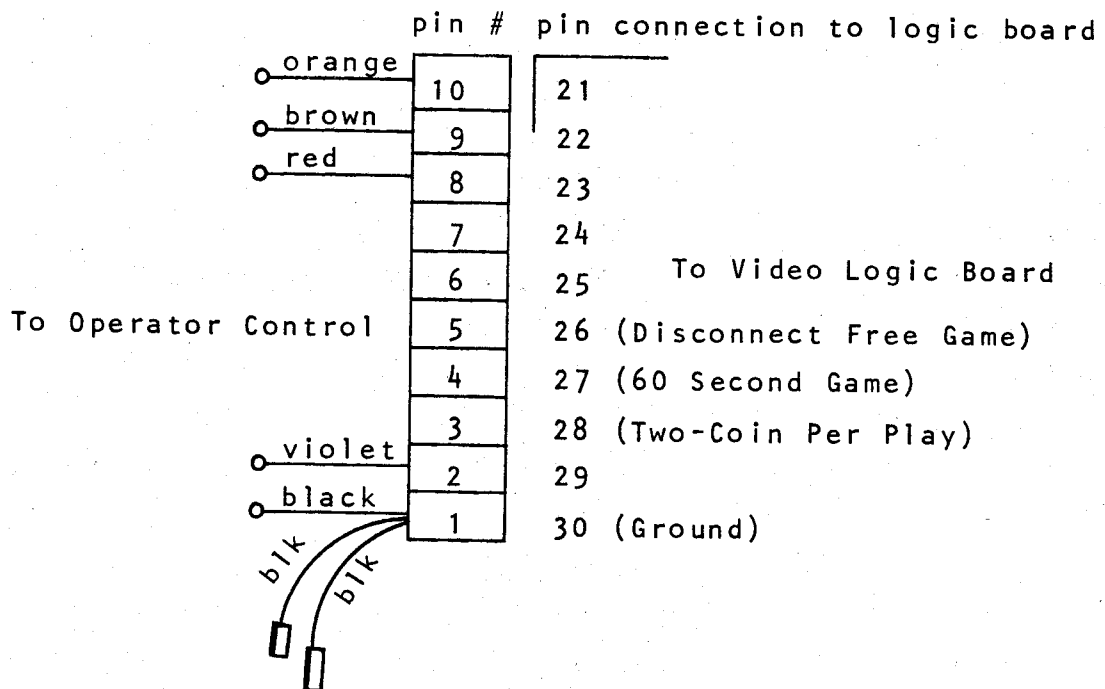 pin # pin connection to logic board
orange 10 21
brown 9 22
red 8 23
7 24
6 25 To Video Logic Board
To Operator Control 5 26 (Disconnect Free Game)
4 27 (60 Second Game)
3 28 (Two-Coin Per Play)
violet 2 29
black 1 30 (Ground)
blk
blk